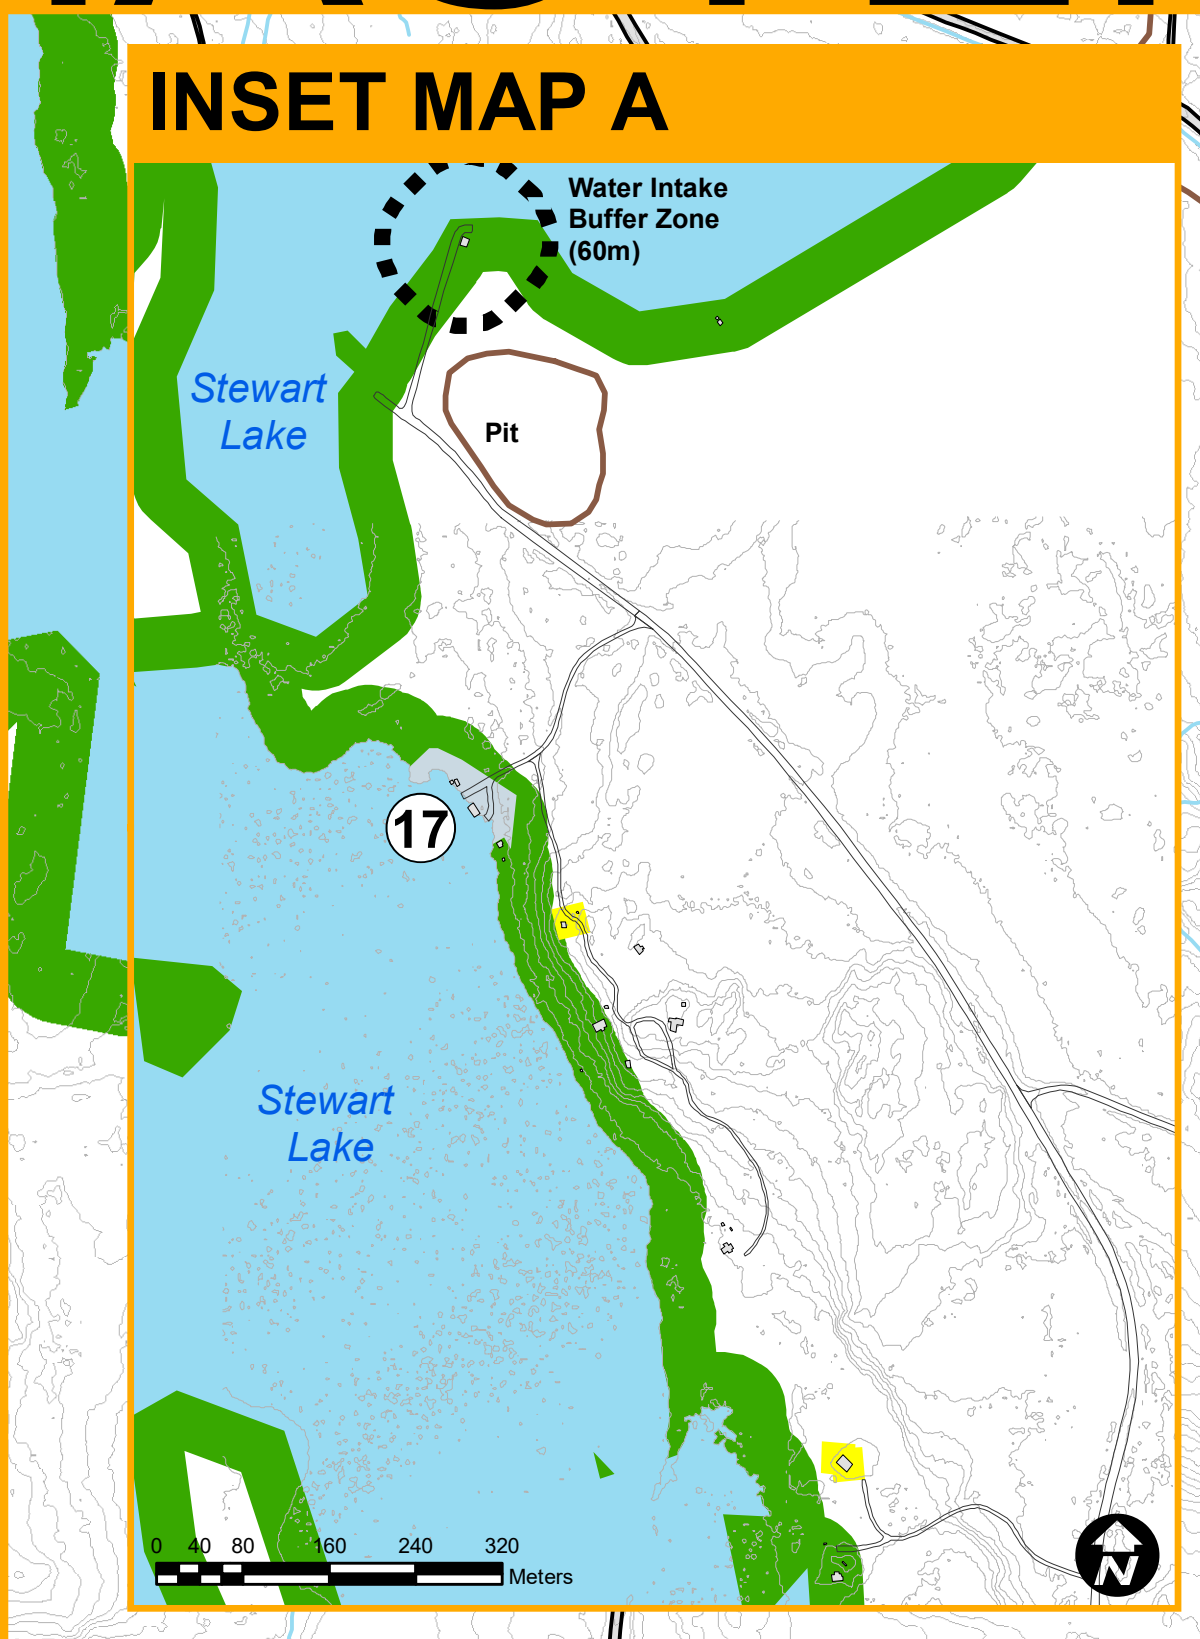 INSET MAP A
Water Intake
Buffer Zone
(60m)
Stewart
Lake
Pit
17
Stewart
Lake
0 40 80 160 240 320
Meters
N